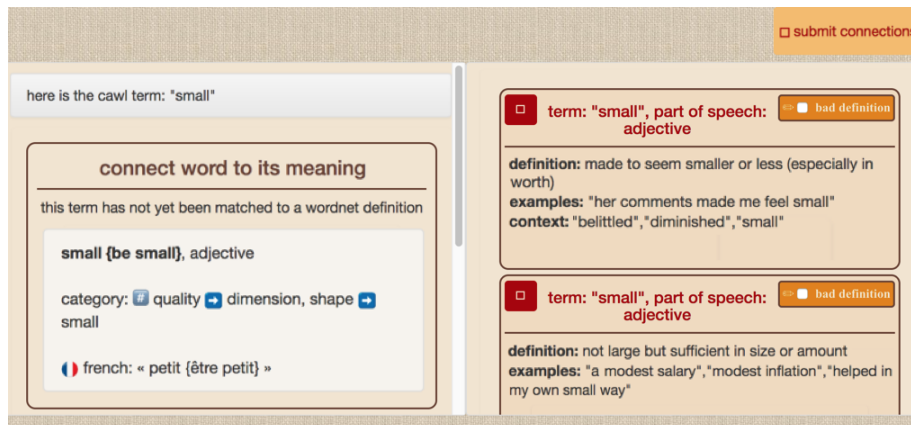 submit connections
here is the cawl term: "small"
connect word to its meaning
this term has not yet been matched to a wordnet definition
small {be small}, adjective
category: # quality ➡ dimension, shape ➡
small
french: « petit {être petit} »
term: "small", part of speech:
adjective
bad definition
definition: made to seem smaller or less (especially in
worth)
examples: "her comments made me feel small"
context: "belittled","diminished","small"
term: "small", part of speech:
adjective
bad definition
definition: not large but sufficient in size or amount
examples: "a modest salary","modest inflation","helped in
my own small way"